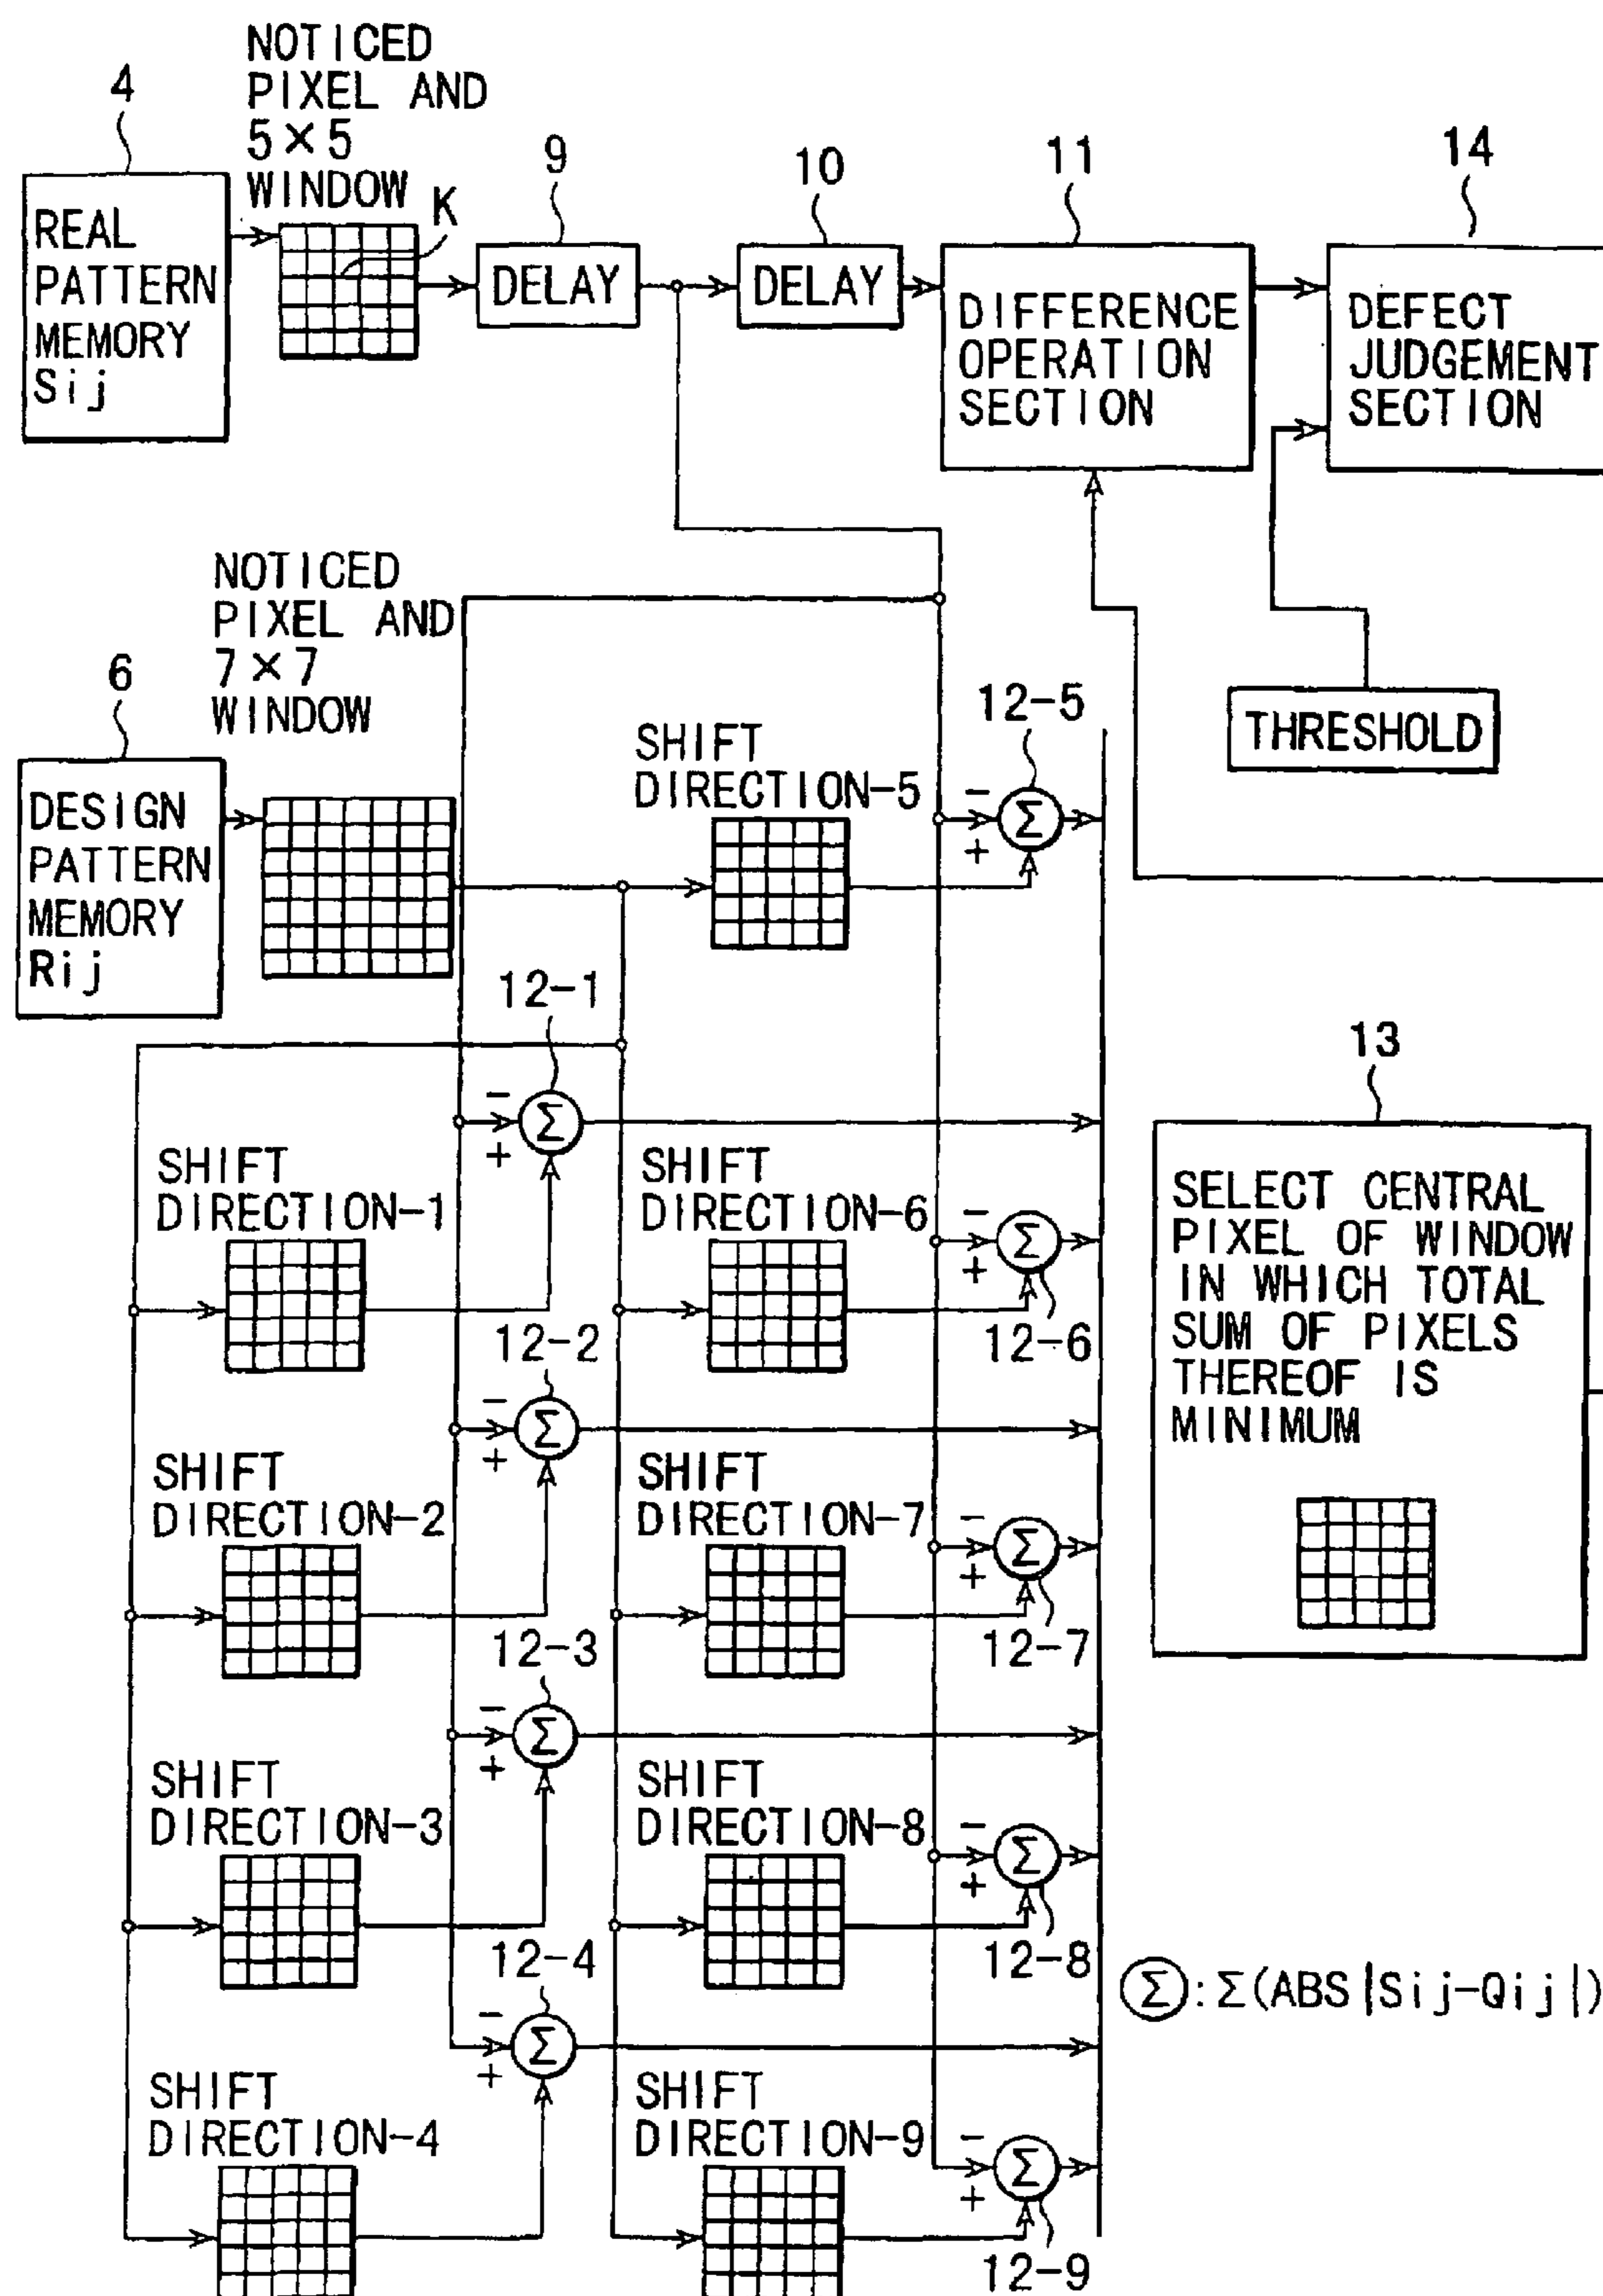 NOTICED
PIXEL AND
5×5
WINDOW
4
K
9
10
11
14
REAL
PATTERN
MEMORY
Sij
DELAY
DELAY
DIFFERENCE
OPERATION
SECTION
DEFECT
JUDGEMENT
SECTION
NOTICED
PIXEL AND
7×7
WINDOW
6
DESIGN
PATTERN
MEMORY
Rij
SHIFT
DIRECTION-5
12-5
-
+
Σ
THRESHOLD
12-1
-
+
Σ
SHIFT
DIRECTION-1
SHIFT
DIRECTION-6
-
+
Σ
12-6
12-2
-
+
Σ
SHIFT
DIRECTION-2
SHIFT
DIRECTION-7
-
+
Σ
12-7
12-3
-
+
Σ
SHIFT
DIRECTION-3
SHIFT
DIRECTION-8
-
+
Σ
12-8
12-4
-
+
Σ
SHIFT
DIRECTION-4
SHIFT
DIRECTION-9
-
+
Σ
12-9
13
SELECT CENTRAL
PIXEL OF WINDOW
IN WHICH TOTAL
SUM OF PIXELS
THEREOF IS
MINIMUM
Σ:Σ(ABS|Sij-Qij|)